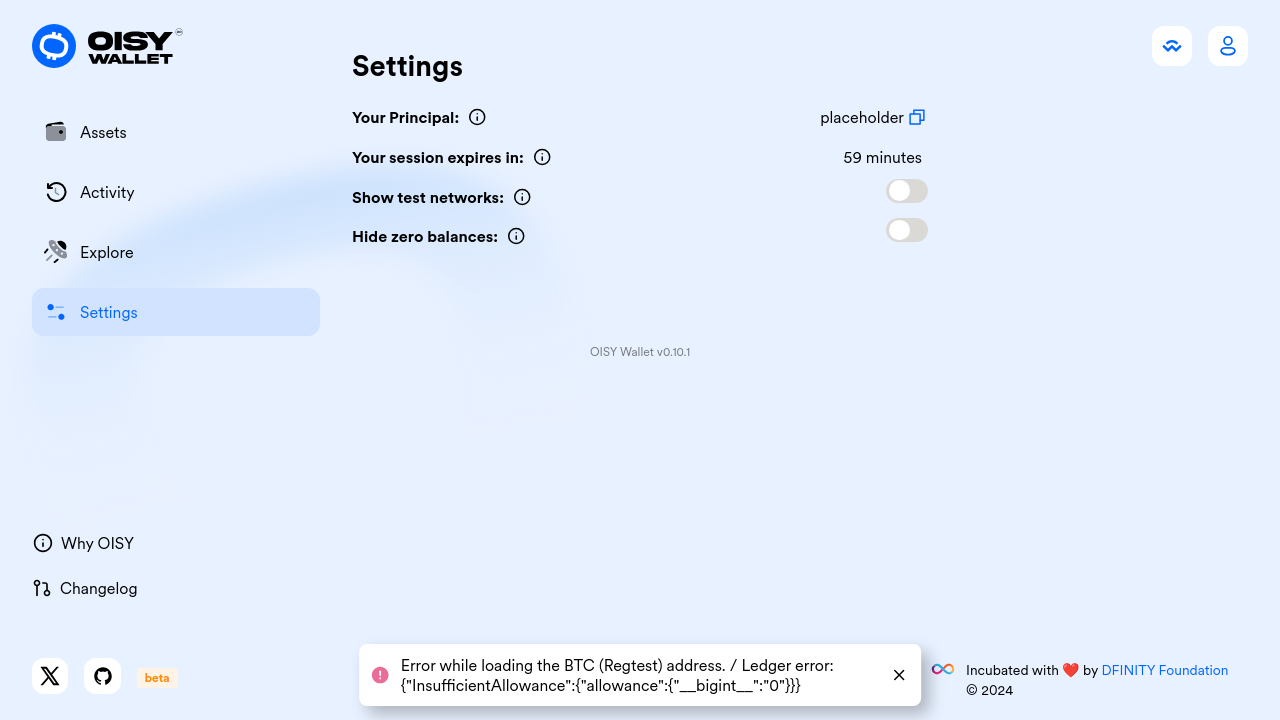 OISY
WALLET
Settings
Assets
Activity
Explore
Settings
Your Principal:
placeholder
Your session expires in:
59 minutes
Show test networks:
Hide zero balances:
OISY Wallet v0.10.1
Why OISY
Changelog
beta
Error while loading the BTC (Regtest) address. / Ledger error:
{"InsufficientAllowance":{"allowance":{"__bigint__":"0"}}}
Incubated with ❤️ by DFINITY Foundation
© 2024